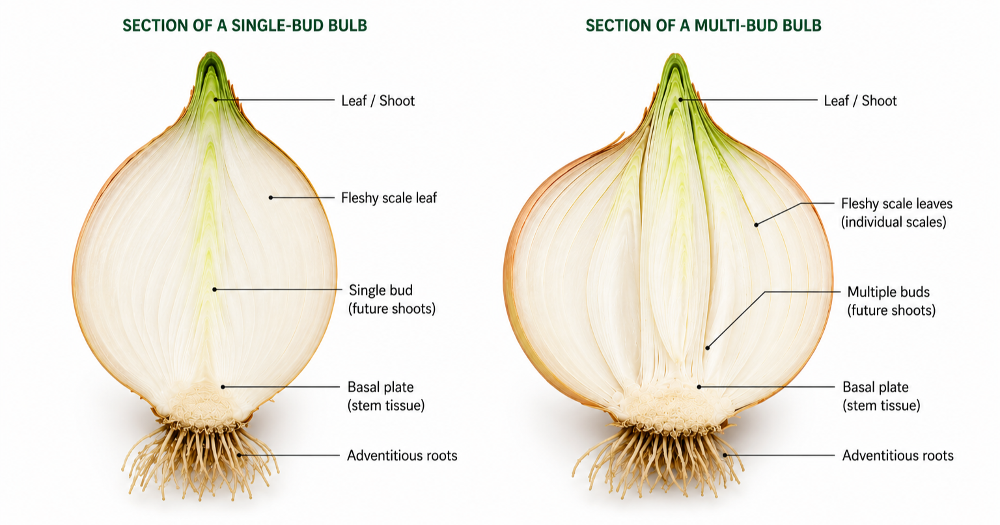 SECTION OF A SINGLE-BUD BULB
Leaf / Shoot
Fleshy scale leaf
Single bud
(future shoots)
Basal plate
(stem tissue)
Adventitious roots
SECTION OF A MULTI-BUD BULB
Leaf / Shoot
Fleshy scale leaves
(individual scales)
Multiple buds
(future shoots)
Basal plate
(stem tissue)
Adventitious roots